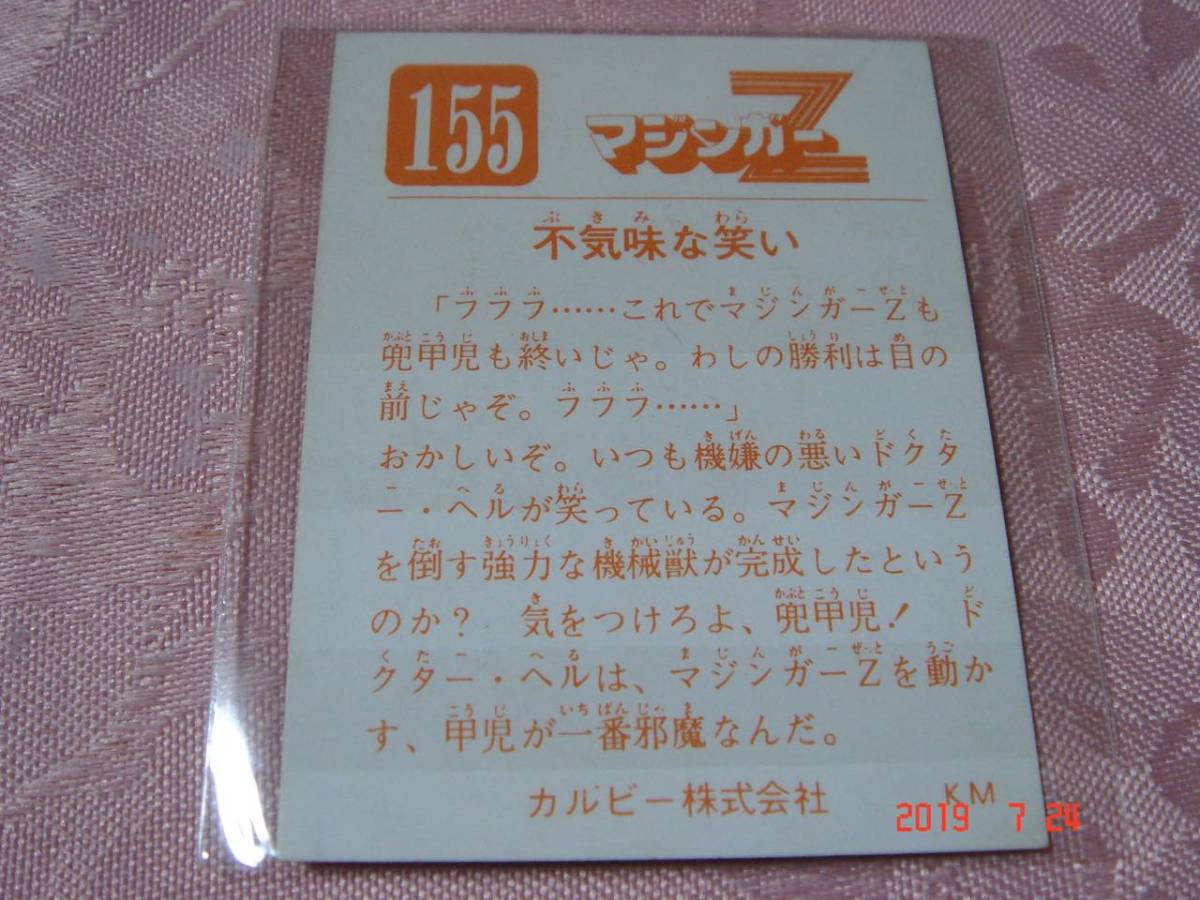 155 マジンガーZ
不気味な笑い
「フフフ……これでマジンガーZも
兜甲児も終いじゃ。わしの勝利は目の
前じゃぞ。フフフ……」
おかしいぞ。いつも機嫌の悪いドクタ
ー・ヘルが笑っている。マジンガーZ
を倒す強力な機械獣が完成したという
のか？ 気をつけろよ、兜甲児！ ド
クター・ヘルは、マジンガーZを動か
す、甲児が一番邪魔なんだ。
カルビー株式会社 KM
2019 7 24